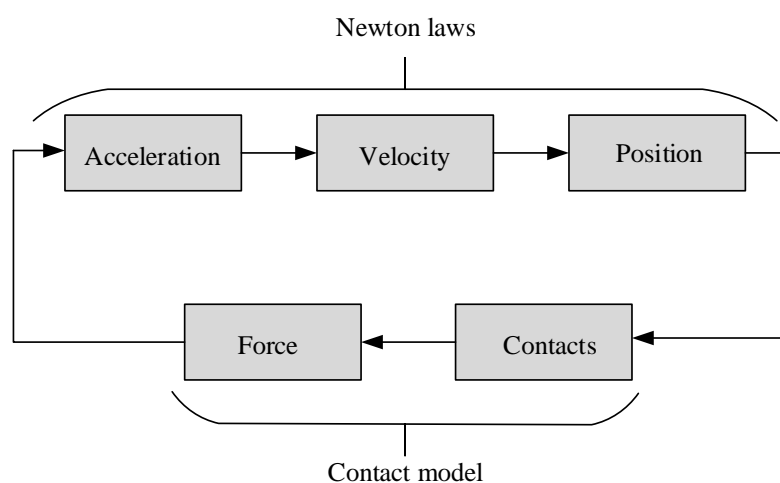 Newton laws
Acceleration
Velocity
Position
Force
Contacts
Contact model